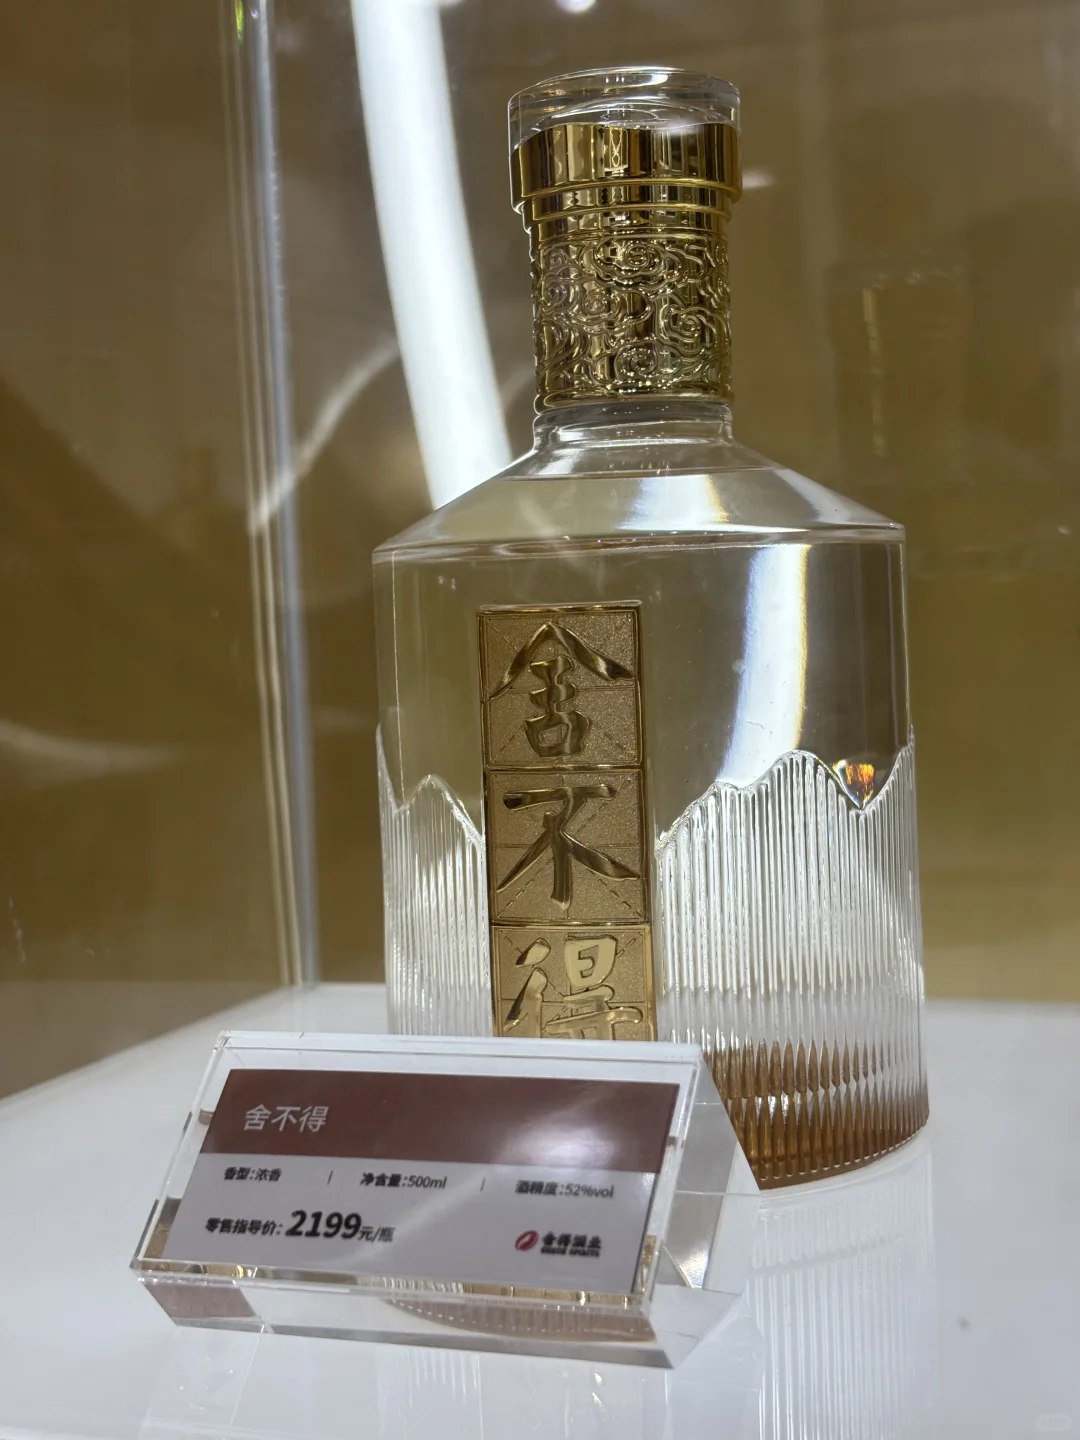 舍
不
得
舍不得
香型:浓香 | 净含量:500ml | 酒精度:52%vol
零售指导价: 2199元/瓶
舍得酒业